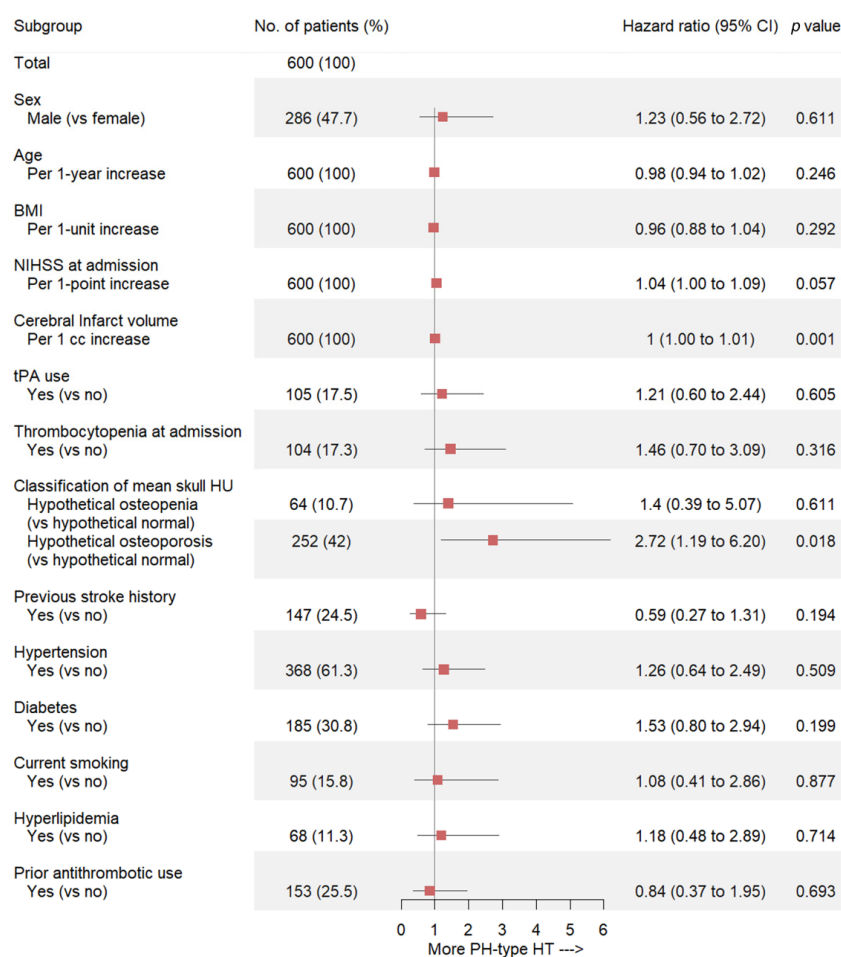 Subgroup No. of patients (%) Hazard ratio (95% CI) p value
Total 600 (100)
Sex
Male (vs female) 286 (47.7) 1.23 (0.56 to 2.72) 0.611
Age
Per 1-year increase 600 (100) 0.98 (0.94 to 1.02) 0.246
BMI
Per 1-unit increase 600 (100) 0.96 (0.88 to 1.04) 0.292
NIHSS at admission
Per 1-point increase 600 (100) 1.04 (1.00 to 1.09) 0.057
Cerebral Infarct volume
Per 1 cc increase 600 (100) 1 (1.00 to 1.01) 0.001
tPA use
Yes (vs no) 105 (17.5) 1.21 (0.60 to 2.44) 0.605
Thrombocytopenia at admission
Yes (vs no) 104 (17.3) 1.46 (0.70 to 3.09) 0.316
Classification of mean skull HU
Hypothetical osteopenia 64 (10.7) 1.4 (0.39 to 5.07) 0.611
(vs hypothetical normal)
Hypothetical osteoporosis 252 (42) 2.72 (1.19 to 6.20) 0.018
(vs hypothetical normal)
Previous stroke history
Yes (vs no) 147 (24.5) 0.59 (0.27 to 1.31) 0.194
Hypertension
Yes (vs no) 368 (61.3) 1.26 (0.64 to 2.49) 0.509
Diabetes
Yes (vs no) 185 (30.8) 1.53 (0.80 to 2.94) 0.199
Current smoking
Yes (vs no) 95 (15.8) 1.08 (0.41 to 2.86) 0.877
Hyperlipidemia
Yes (vs no) 68 (11.3) 1.18 (0.48 to 2.89) 0.714
Prior antithrombotic use
Yes (vs no) 153 (25.5) 0.84 (0.37 to 1.95) 0.693
0 1 2 3 4 5 6
More PH-type HT --->